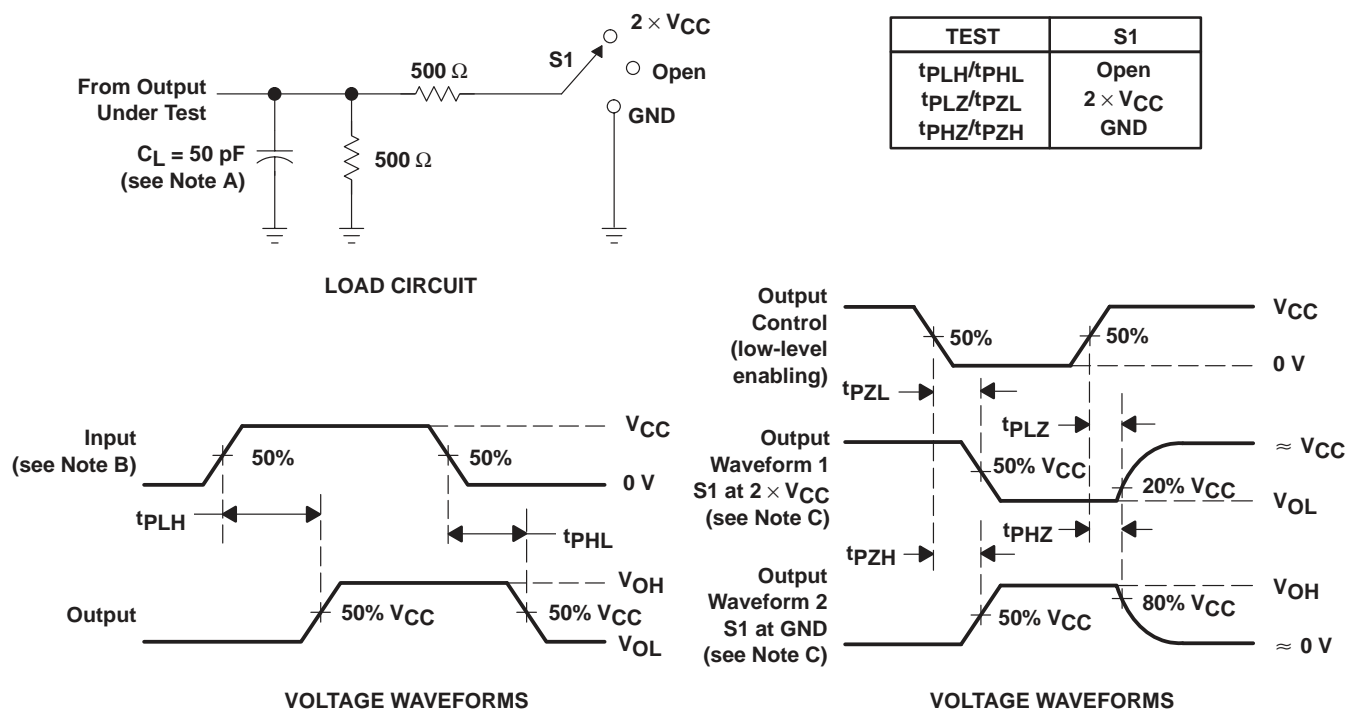 2 × VCC
S1
500 Ω
Open
From Output
Under Test
GND
CL = 50 pF
(see Note A)
500 Ω
LOAD CIRCUIT
TEST S1
tPLH/tPHL Open
tPLZ/tPZL 2 × VCC
tPHZ/tPZH GND
Input
(see Note B)
50%
50%
VCC
0 V
tPLH
tPHL
Output
50% VCC
50% VCC
VOH
VOL
VOLTAGE WAVEFORMS
Output
Control
(low-level
enabling)
50%
50%
VCC
0 V
tPZL
tPLZ
Output
Waveform 1
S1 at 2 × VCC
(see Note C)
50% VCC
20% VCC
≈ VCC
VOL
tPZH
tPHZ
Output
Waveform 2
S1 at GND
(see Note C)
50% VCC
80% VCC
VOH
≈ 0 V
VOLTAGE WAVEFORMS